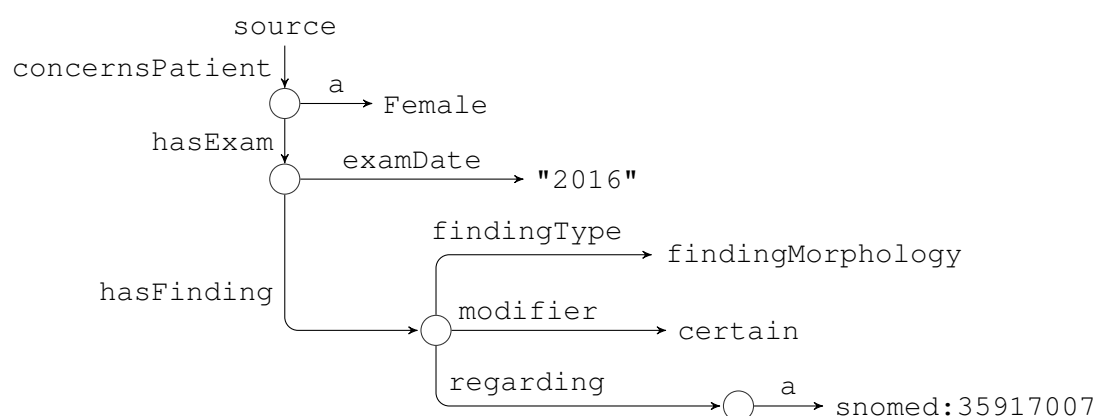 source
concernsPatient
a
Female
hasExam
examDate
"2016"
findingType
findingMorphology
hasFinding
modifier
certain
regarding
a
snomed:35917007